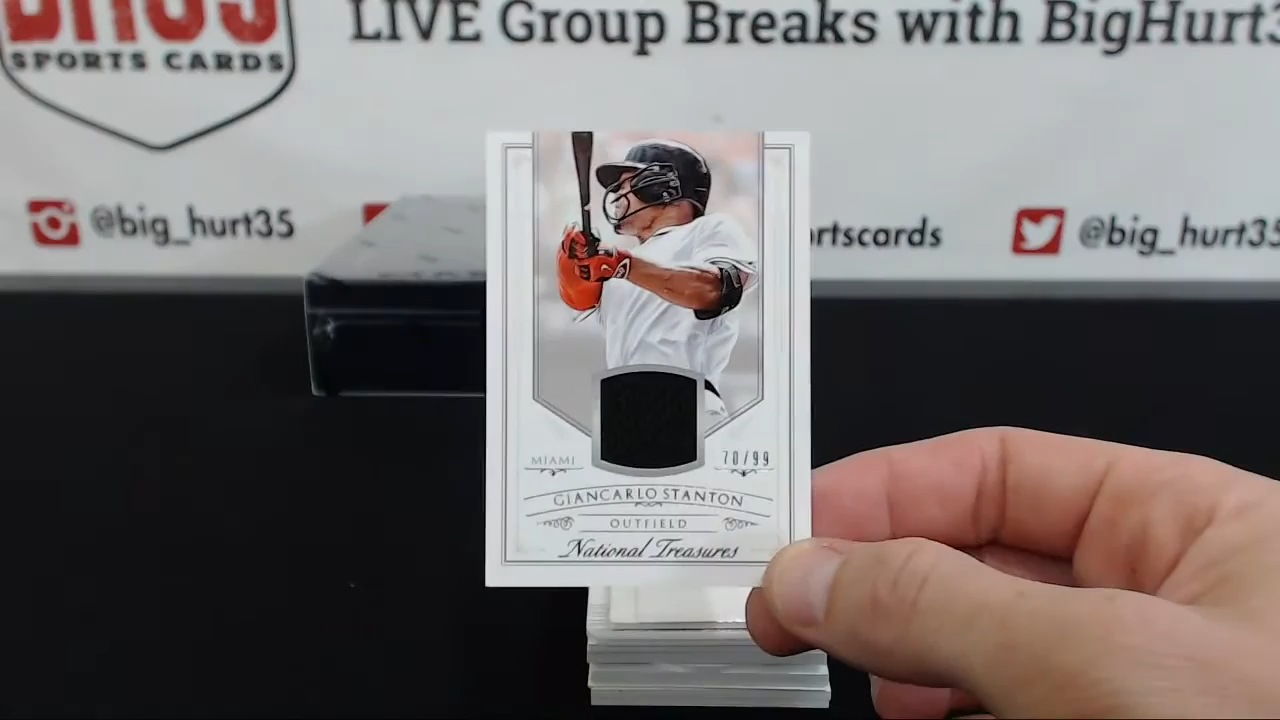 LIVE Group Breaks with BigHurt3
SPORTS CARDS
@big_hurt35
rtscards
@big_hurt35
MIAMI
70/99
GIANCARLO STANTON
OUTFIELD
National Treasures